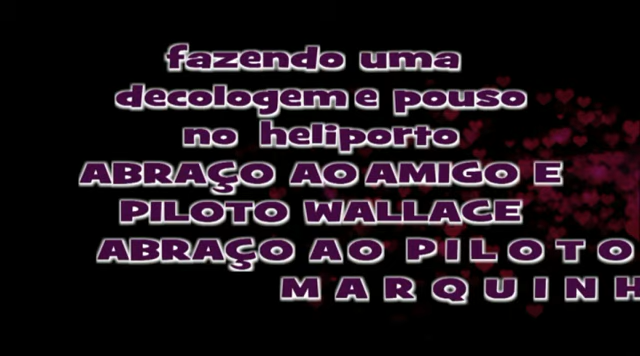 fazendo uma
decologem e pouso
no heliporto
ABRAÇO AO AMIGO E
PILOTO WALLACE
ABRAÇO AO PILOTO
MARQUINH